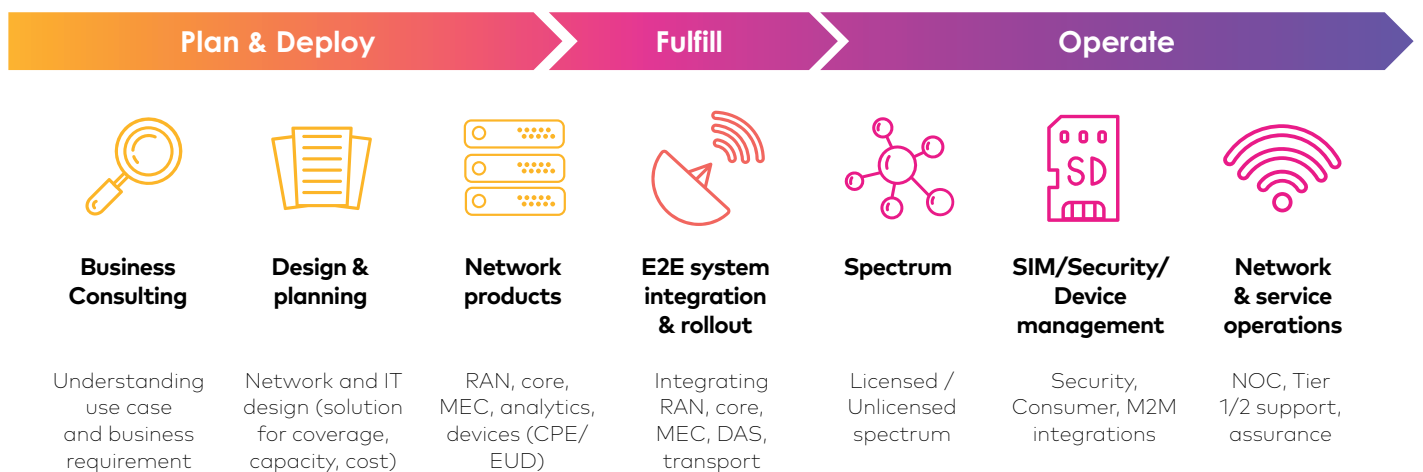 Plan & Deploy
Fulfill
Operate
SD
Business
Consulting
Understanding
use case
and business
requirement
Design &
planning
Network and IT
design (solution
for coverage,
capacity, cost)
Network
products
RAN, core,
MEC, analytics,
devices (CPE/
EUD)
E2E system
integration
& rollout
Integrating
RAN, core,
MEC, DAS,
transport
Spectrum
Licensed /
Unlicensed
spectrum
SIM/Security/
Device
management
Security,
Consumer, M2M
integrations
Network
& service
operations
NOC, Tier
1/2 support,
assurance